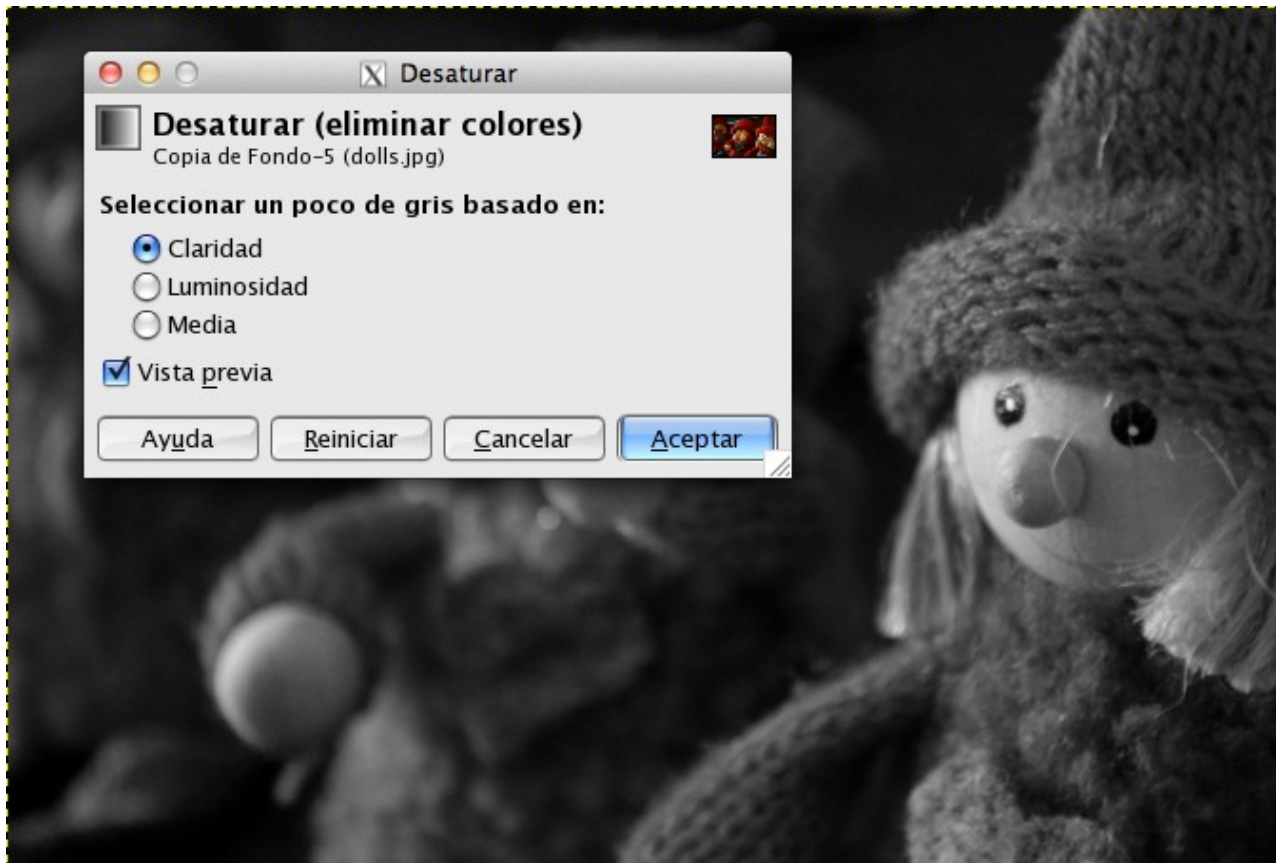 Desaturar
Desaturar (eliminar colores)
Copia de Fondo-5 (dolls.jpg)
Seleccionar un poco de gris basado en:
Claridad
Luminosidad
Media
Vista previa
Ayuda Reiniciar Cancelar Aceptar